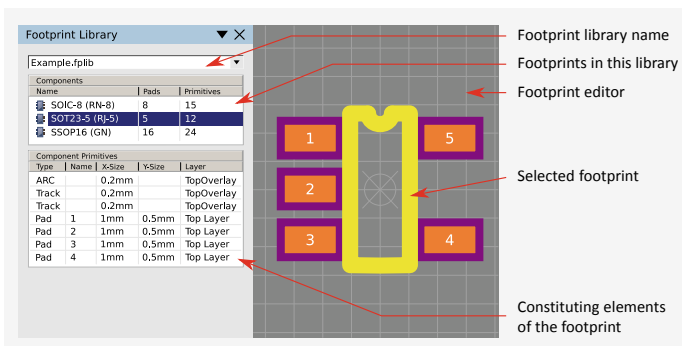 Footprint Library
Example.fplib
Components
Name Pads Primitives
SOIC-8 (RN-8) 8 15
SOT23-5 (RJ-5) 5 12
SSOP16 (GN) 16 24
Component Primitives
Type Name X-Size Y-Size Layer
ARC 0.2mm TopOverlay
Track 0.2mm TopOverlay
Track 0.2mm TopOverlay
Pad 1 1mm 0.5mm Top Layer
Pad 2 1mm 0.5mm Top Layer
Pad 3 1mm 0.5mm Top Layer
Pad 4 1mm 0.5mm Top Layer
1 5
2
3 4
Footprint library name
Footprints in this library
Footprint editor
Selected footprint
Constituting elements
of the footprint